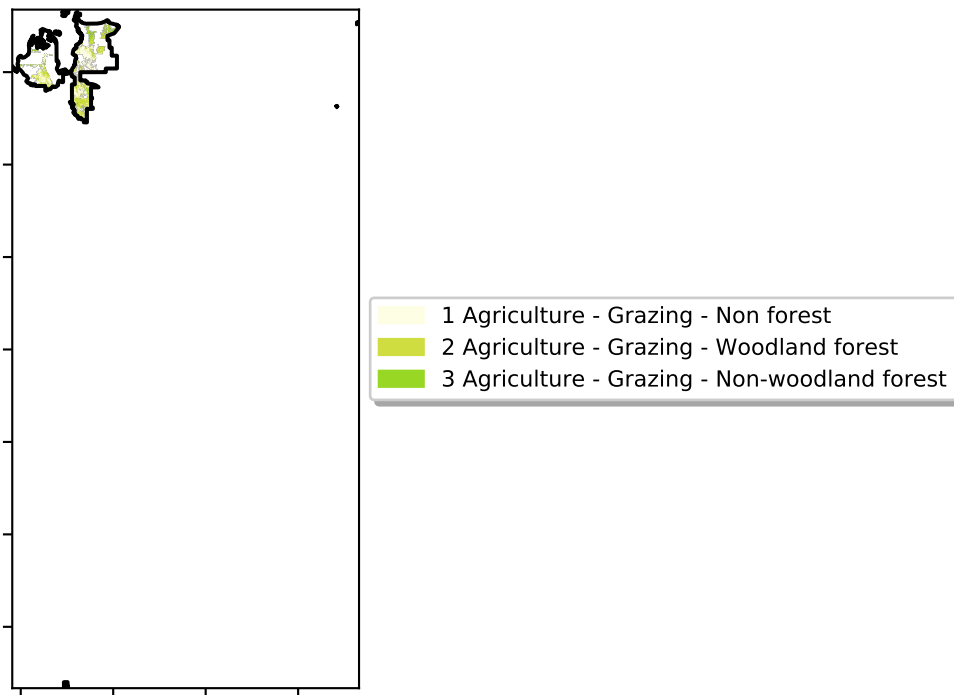 1 Agriculture - Grazing - Non forest
2 Agriculture - Grazing - Woodland forest
3 Agriculture - Grazing - Non-woodland forest